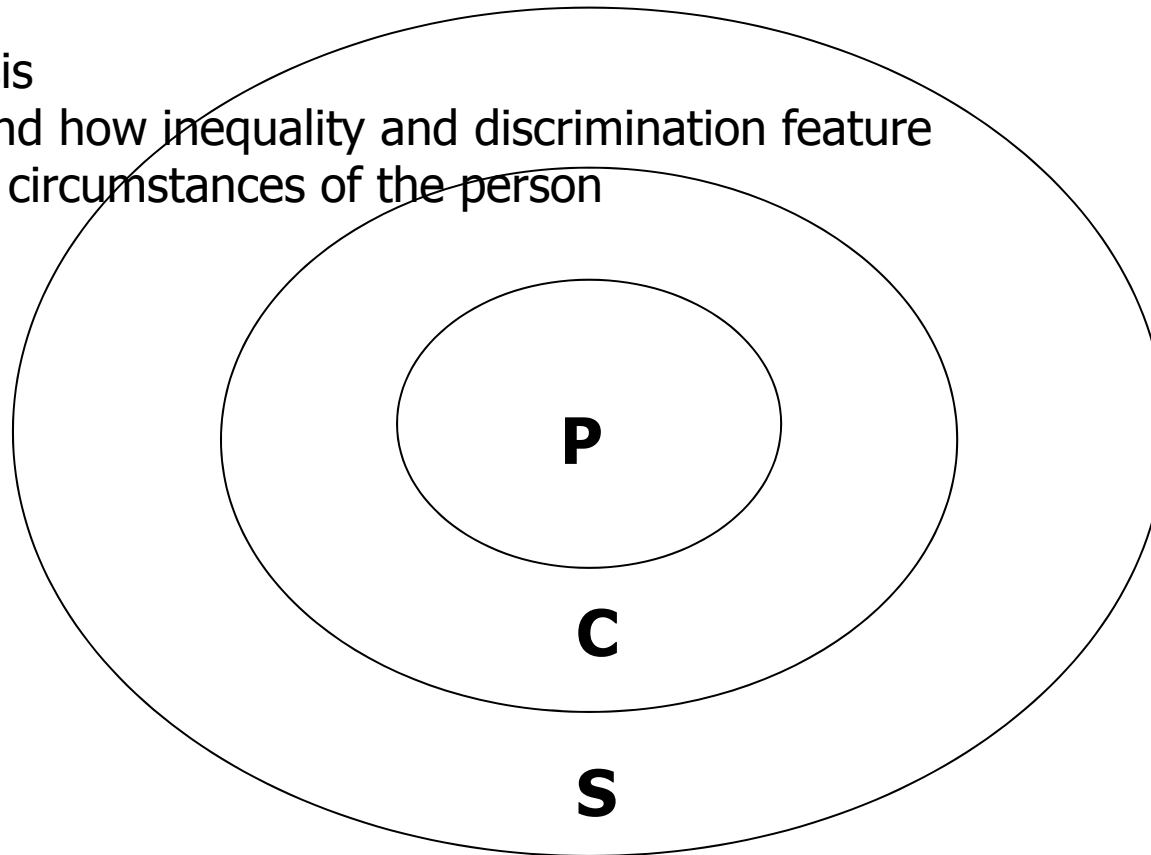 is
nd how inequality and discrimination feature
circumstances of the person
P
C
S